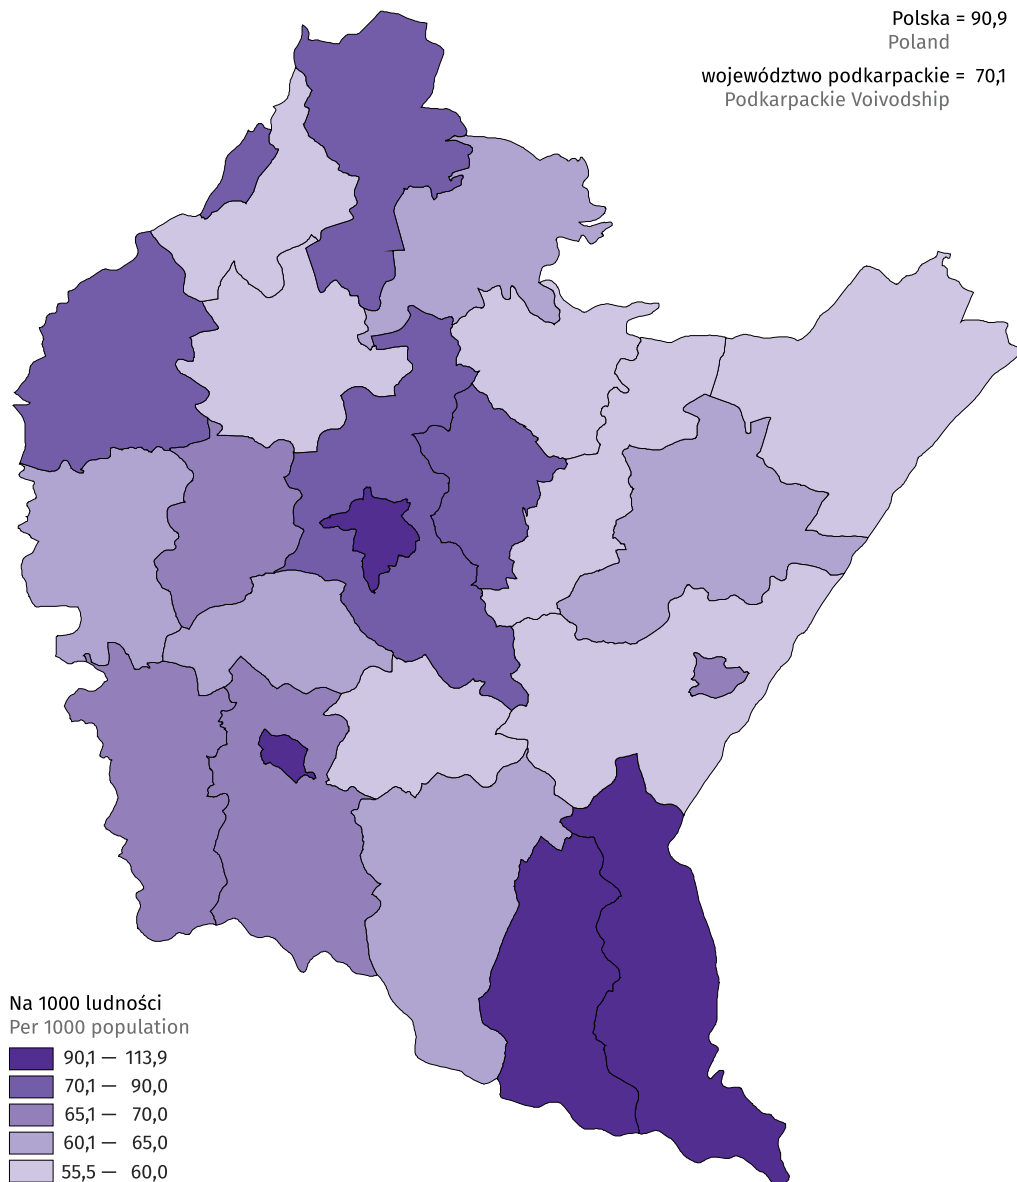 Polska = 90,9
Poland
województwo podkarpackie = 70,1
Podkarpackie Voivodship
Na 1000 ludności
Per 1000 population
90,1 — 113,9
70,1 — 90,0
65,1 — 70,0
60,1 — 65,0
55,5 — 60,0